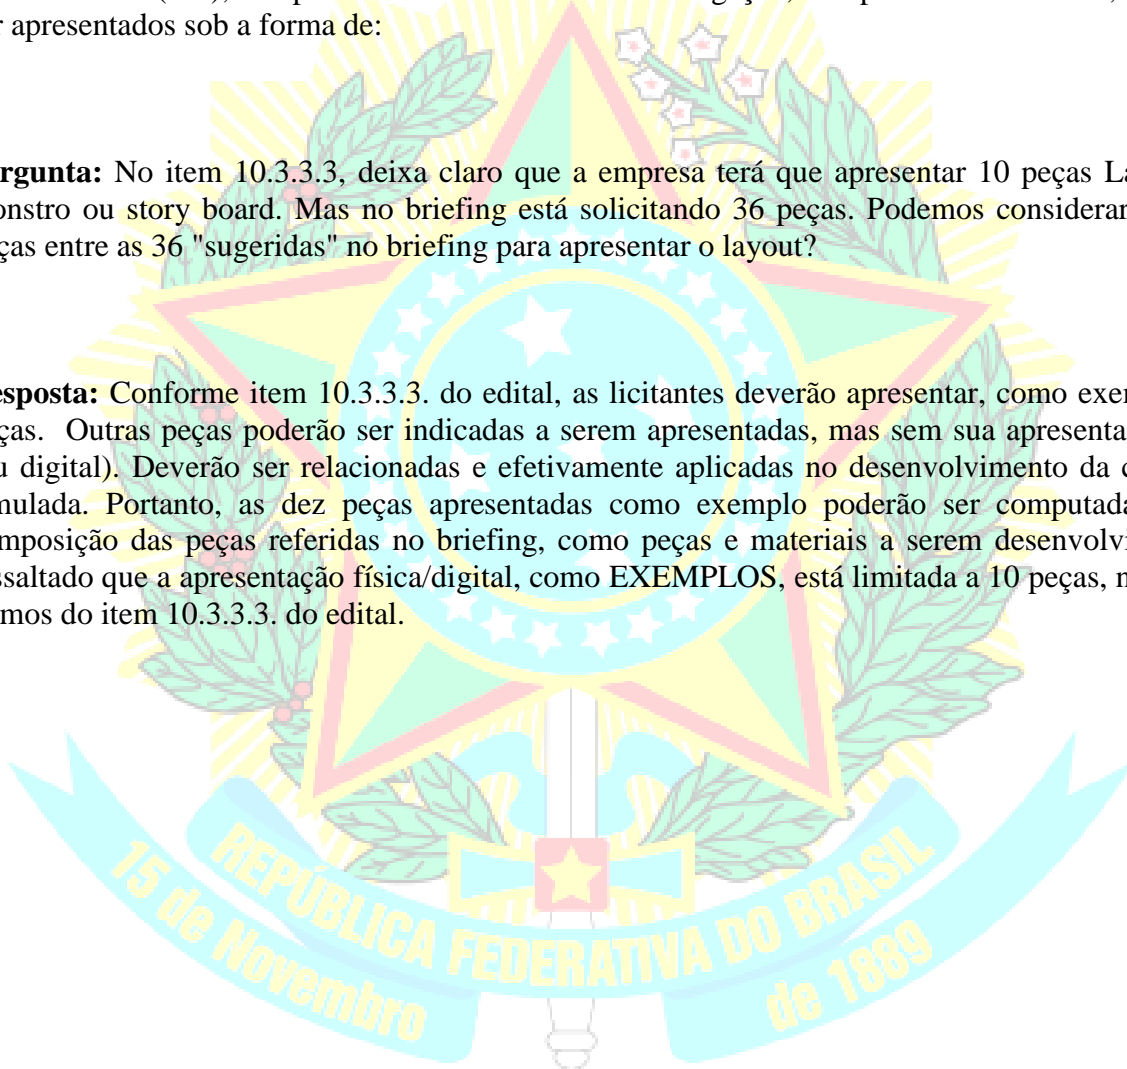 apresentados sob a forma de:
rgunta: No item 10.3.3.3, deixa claro que a empresa terá que apresentar 10 peças La
onstro ou story board. Mas no briefing está solicitando 36 peças. Podemos considerar
ças entre as 36 "sugeridas" no briefing para apresentar o layout?
esposta: Conforme item 10.3.3.3. do edital, as licitantes deverão apresentar, como exer
ças. Outras peças poderão ser indicadas a serem apresentadas, mas sem sua apresenta
u digital). Deverão ser relacionadas e efetivamente aplicadas no desenvolvimento da c
mulada. Portanto, as dez peças apresentadas como exemplo poderão ser computada
mposição das peças referidas no briefing, como peças e materiais a serem desenvolvi
ssaltado que a apresentação física/digital, como EXEMPLOS, está limitada a 10 peças, n
mos do item 10.3.3.3. do edital.
REPÚBLICA FEDERATIVA DO BRASIL
15 de Novembro de 1889